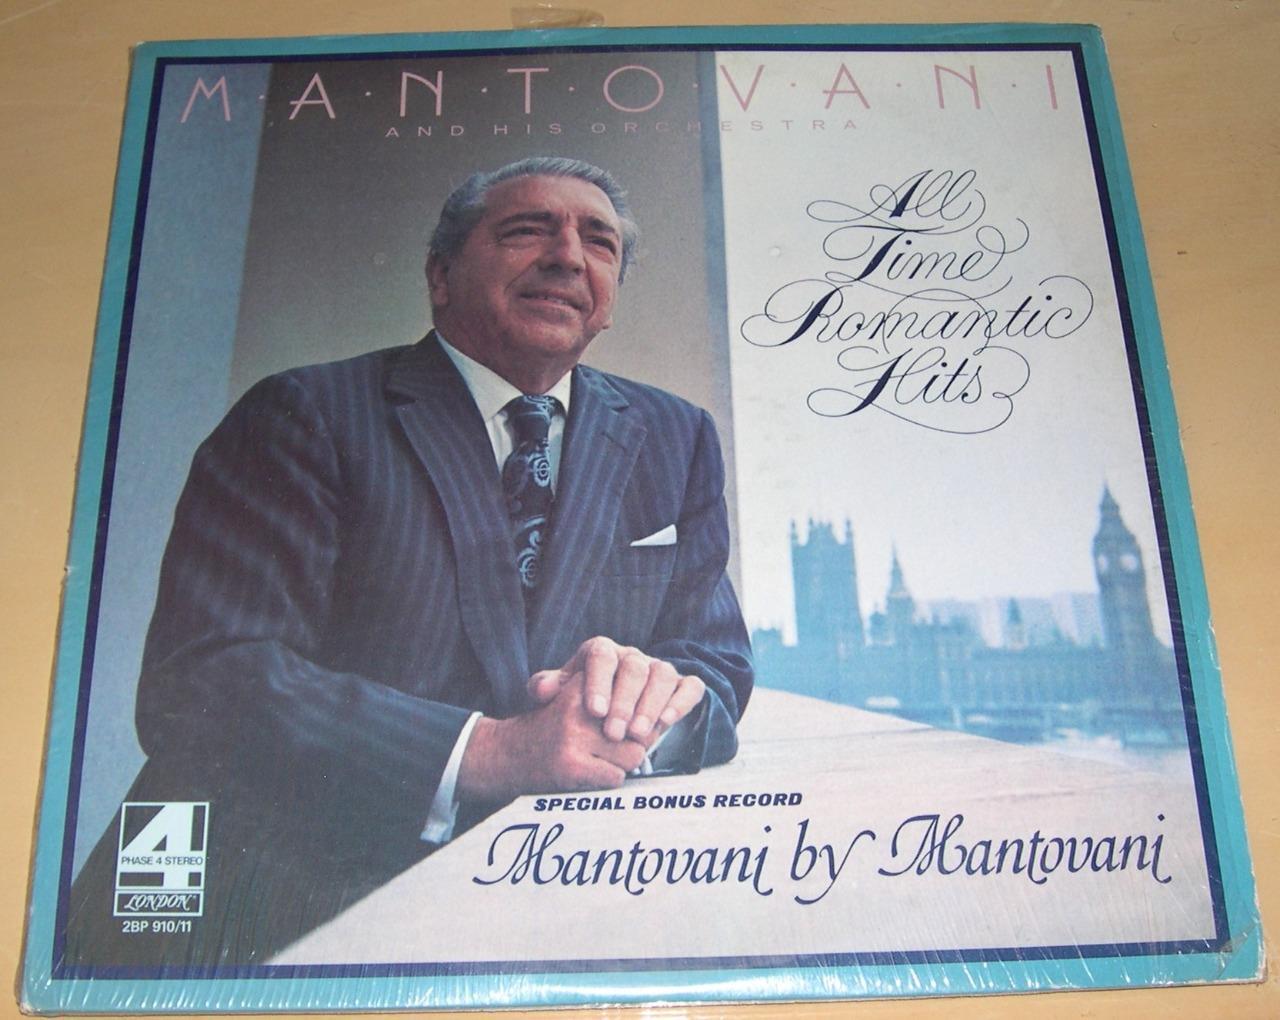 M·A·N·T·O·V·A·N·I
AND HIS ORCHESTRA
All
Time
Romantic
Hits
SPECIAL BONUS RECORD
Mantovani by Mantovani
4
PHASE 4 STEREO
LONDON
2BP 910/11